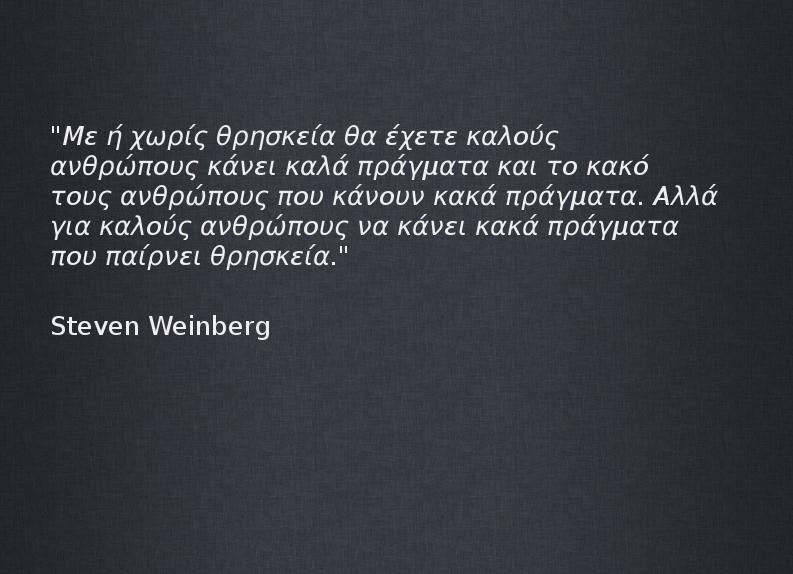 "Με ή χωρίς θρησκεία θα έχετε καλούς
ανθρώπους κάνει καλά πράγματα και το κακό
τους ανθρώπους που κάνουν κακά πράγματα. Αλλά
για καλούς ανθρώπους να κάνει κακά πράγματα
που παίρνει θρησκεία."
Steven Weinberg